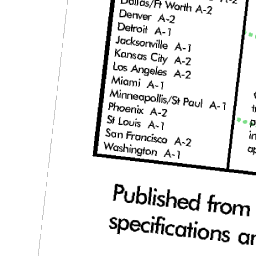 Dallas/Ft Worth A-2
Denver A-2
Detroit A-1
Jacksonville A-1
Kansas City A-2
Los Angeles A-2
Miami A-1
Minneapolis/St Paul A-1
Phoenix A-2
St Louis A-1
San Francisco A-2
Washington A-1
Published from
specifications